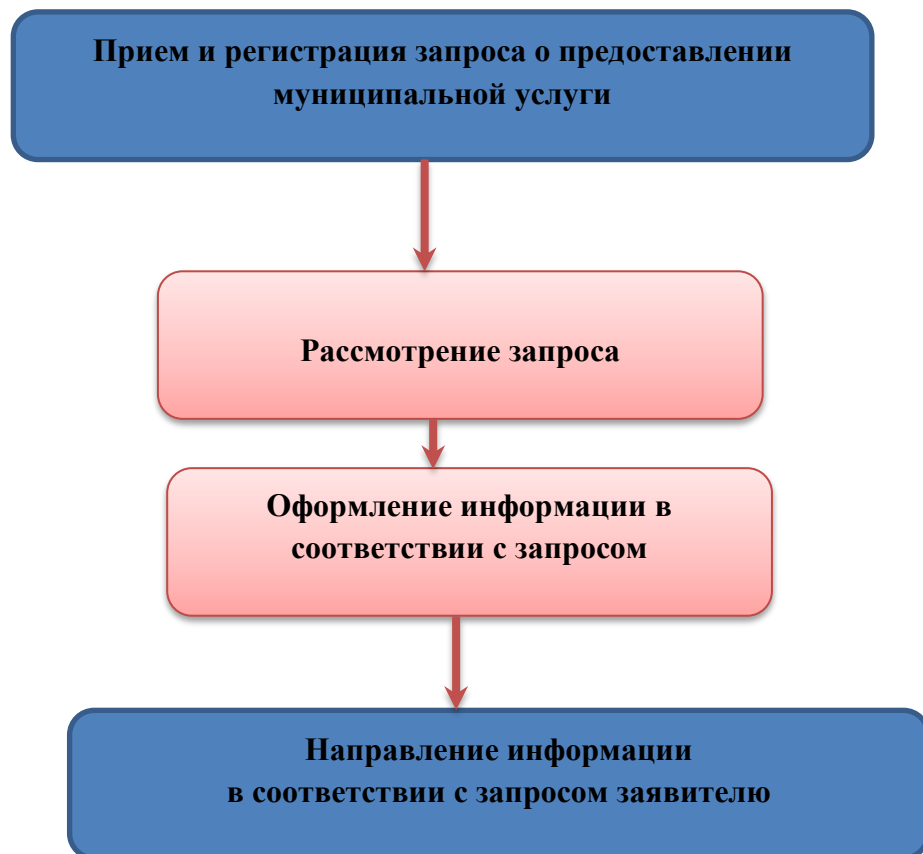 Прием и регистрация запроса о предоставлении
муниципальной услуги
Рассмотрение запроса
Оформление информации в
соответствии с запросом
Направление информации
в соответствии с запросом заявителю